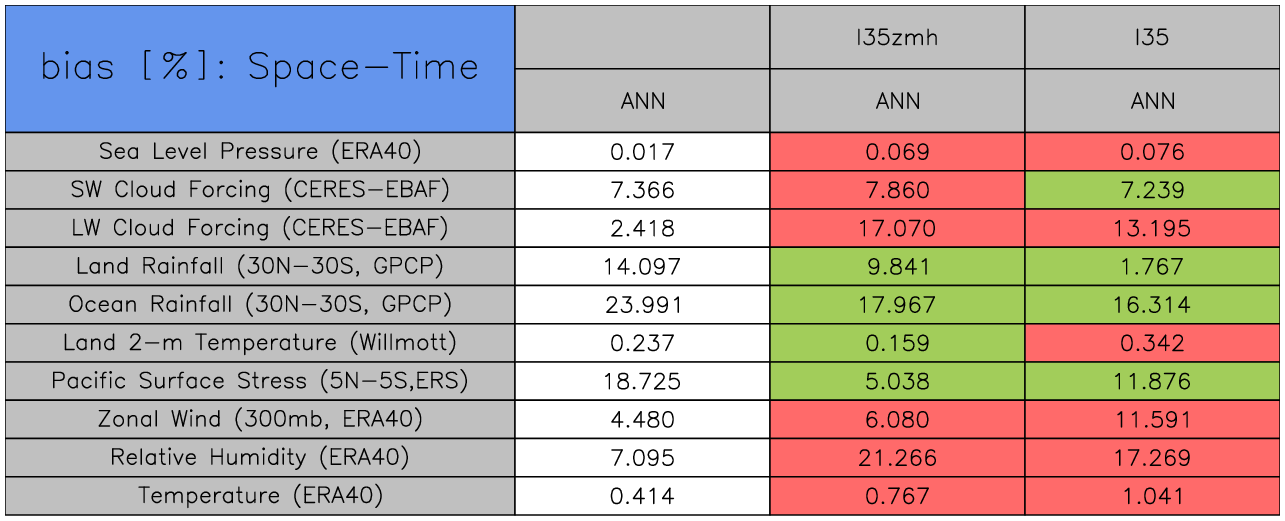 bias [%]: Space-Time I35zmh I35
ANN ANN ANN
Sea Level Pressure (ERA40) 0.017 0.069 0.076
SW Cloud Forcing (CERES-EBAF) 7.366 7.860 7.239
LW Cloud Forcing (CERES-EBAF) 2.418 17.070 13.195
Land Rainfall (30N-30S, GPCP) 14.097 9.841 1.767
Ocean Rainfall (30N-30S, GPCP) 23.991 17.967 16.314
Land 2-m Temperature (Willmott) 0.237 0.159 0.342
Pacific Surface Stress (5N-5S,ERS) 18.725 5.038 11.876
Zonal Wind (300mb, ERA40) 4.480 6.080 11.591
Relative Humidity (ERA40) 7.095 21.266 17.269
Temperature (ERA40) 0.414 0.767 1.041